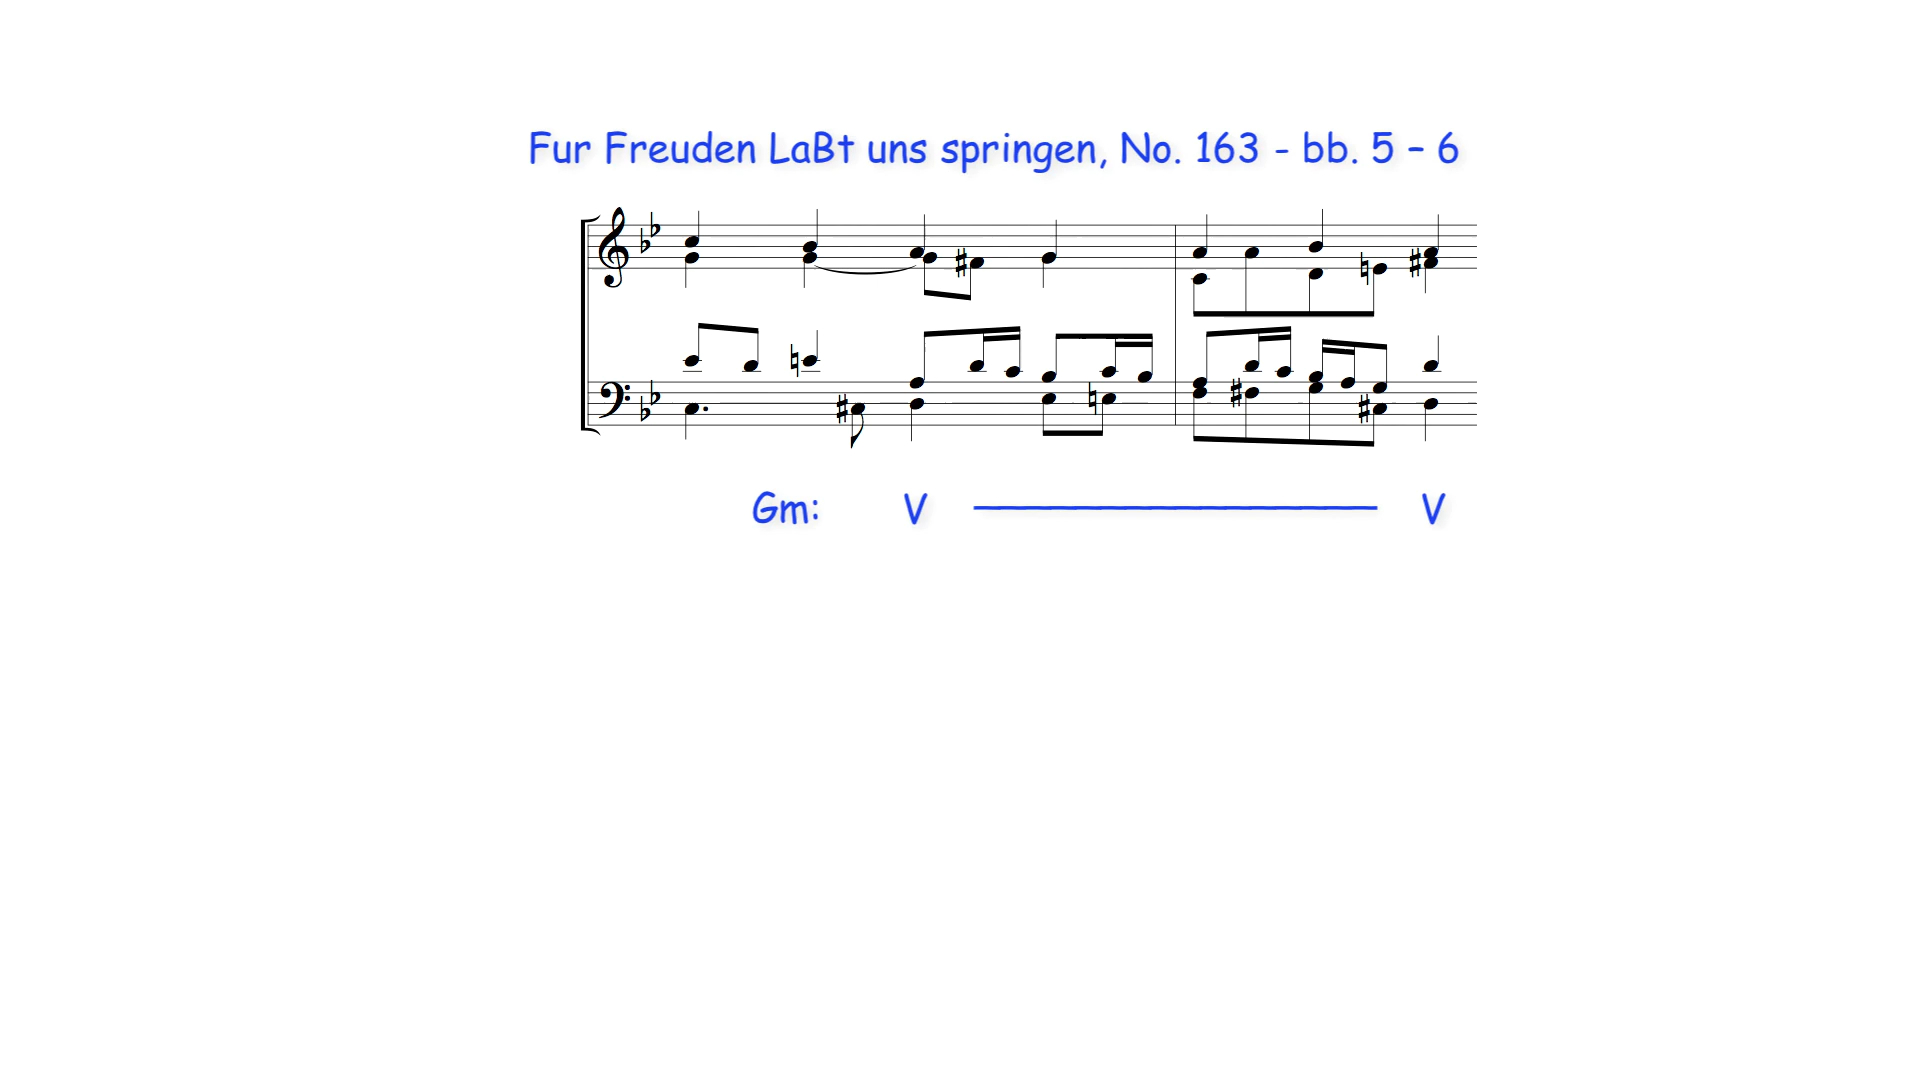 Fur Freuden LaBt uns springen, No. 163 - bb. 5 – 6
Gm: V V